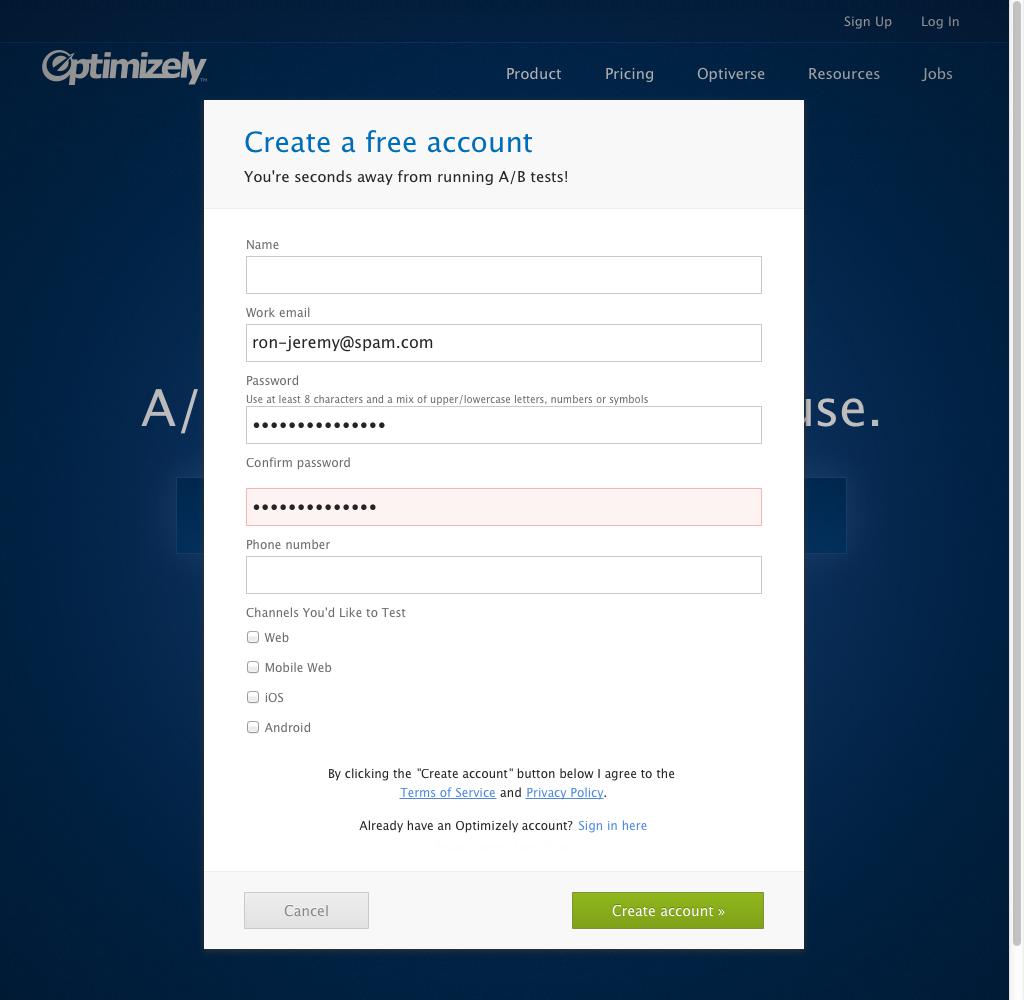 Sign Up Log In
Optimizely™
Product Pricing Optiverse Resources Jobs
Create a free account
You're seconds away from running A/B tests!
Name
Work email
ron-jeremy@spam.com
Password
Use at least 8 characters and a mix of upper/lowercase letters, numbers or symbols
•••••••••••••••
Confirm password
••••••••••••••
Phone number
Channels You'd Like to Test
Web
Mobile Web
iOS
Android
A/ use.
By clicking the "Create account" button below I agree to the
Terms of Service and Privacy Policy.
Already have an Optimizely account? Sign in here
Cancel Create account »